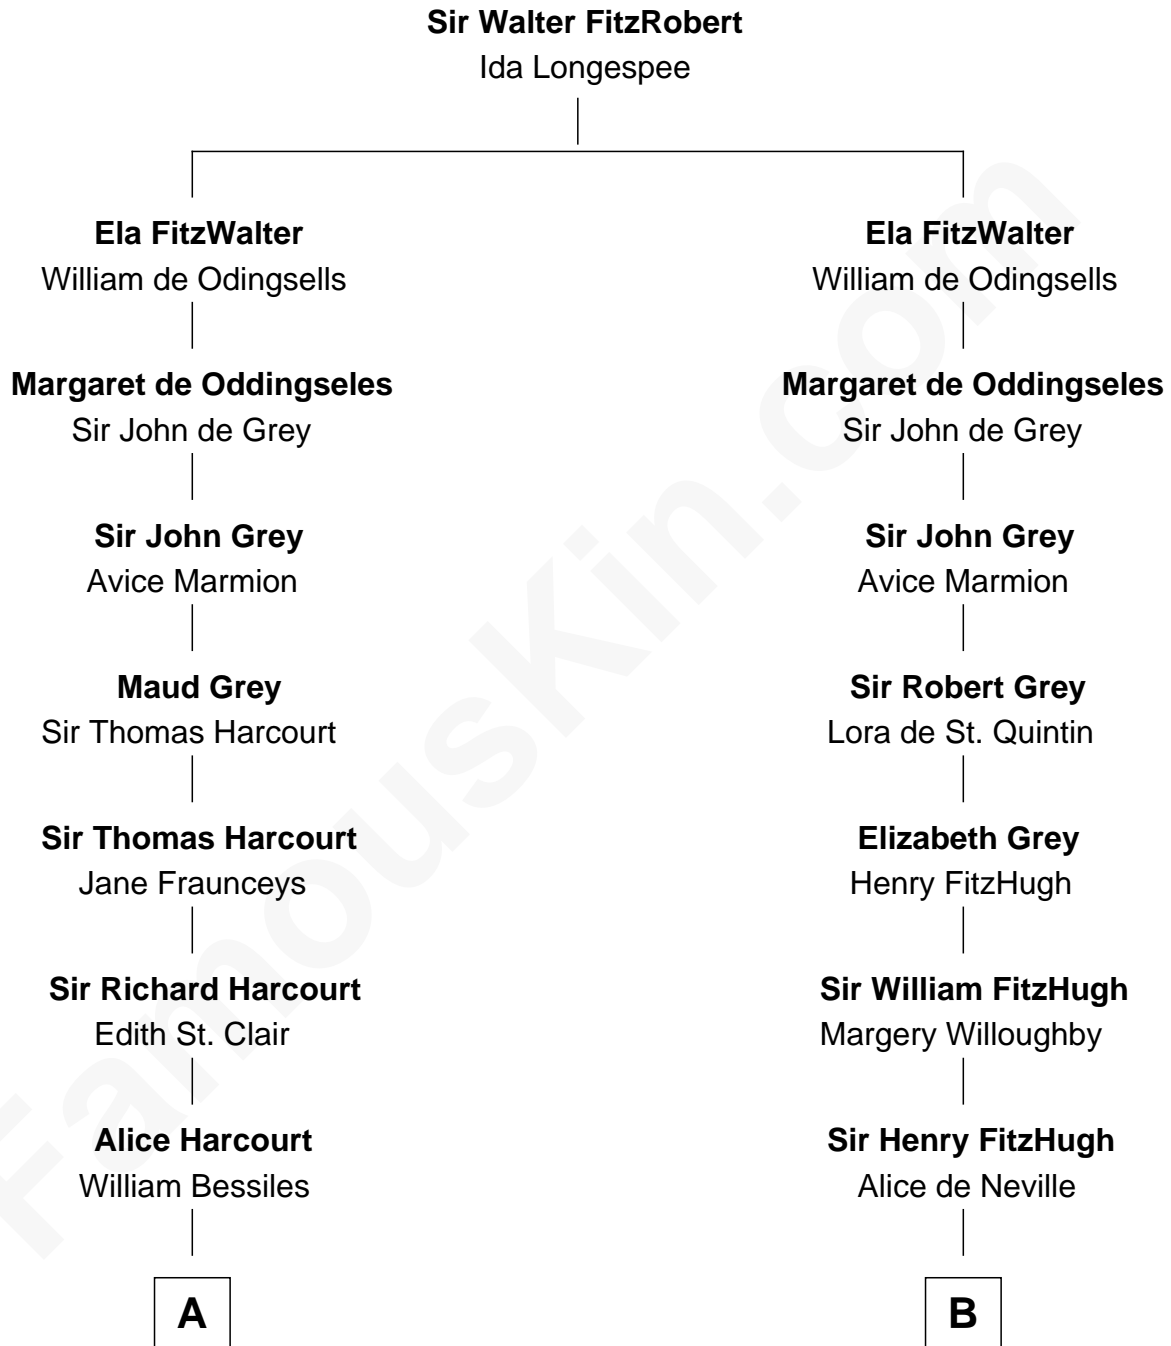 Sir Walter FitzRobert
Ida Longespee
Ela FitzWalter
William de Odingsells
Margaret de Oddingseles
Sir John de Grey
Sir John Grey
Avice Marmion
Maud Grey
Sir Thomas Harcourt
Sir Thomas Harcourt
Jane Fraunceys
Sir Richard Harcourt
Edith St. Clair
Alice Harcourt
William Bessiles
A
Ela FitzWalter
William de Odingsells
Margaret de Oddingseles
Sir John de Grey
Sir John Grey
Avice Marmion
Sir Robert Grey
Lora de St. Quintin
Elizabeth Grey
Henry FitzHugh
Sir William FitzHugh
Margery Willoughby
Sir Henry FitzHugh
Alice de Neville
B
FamousKin.com